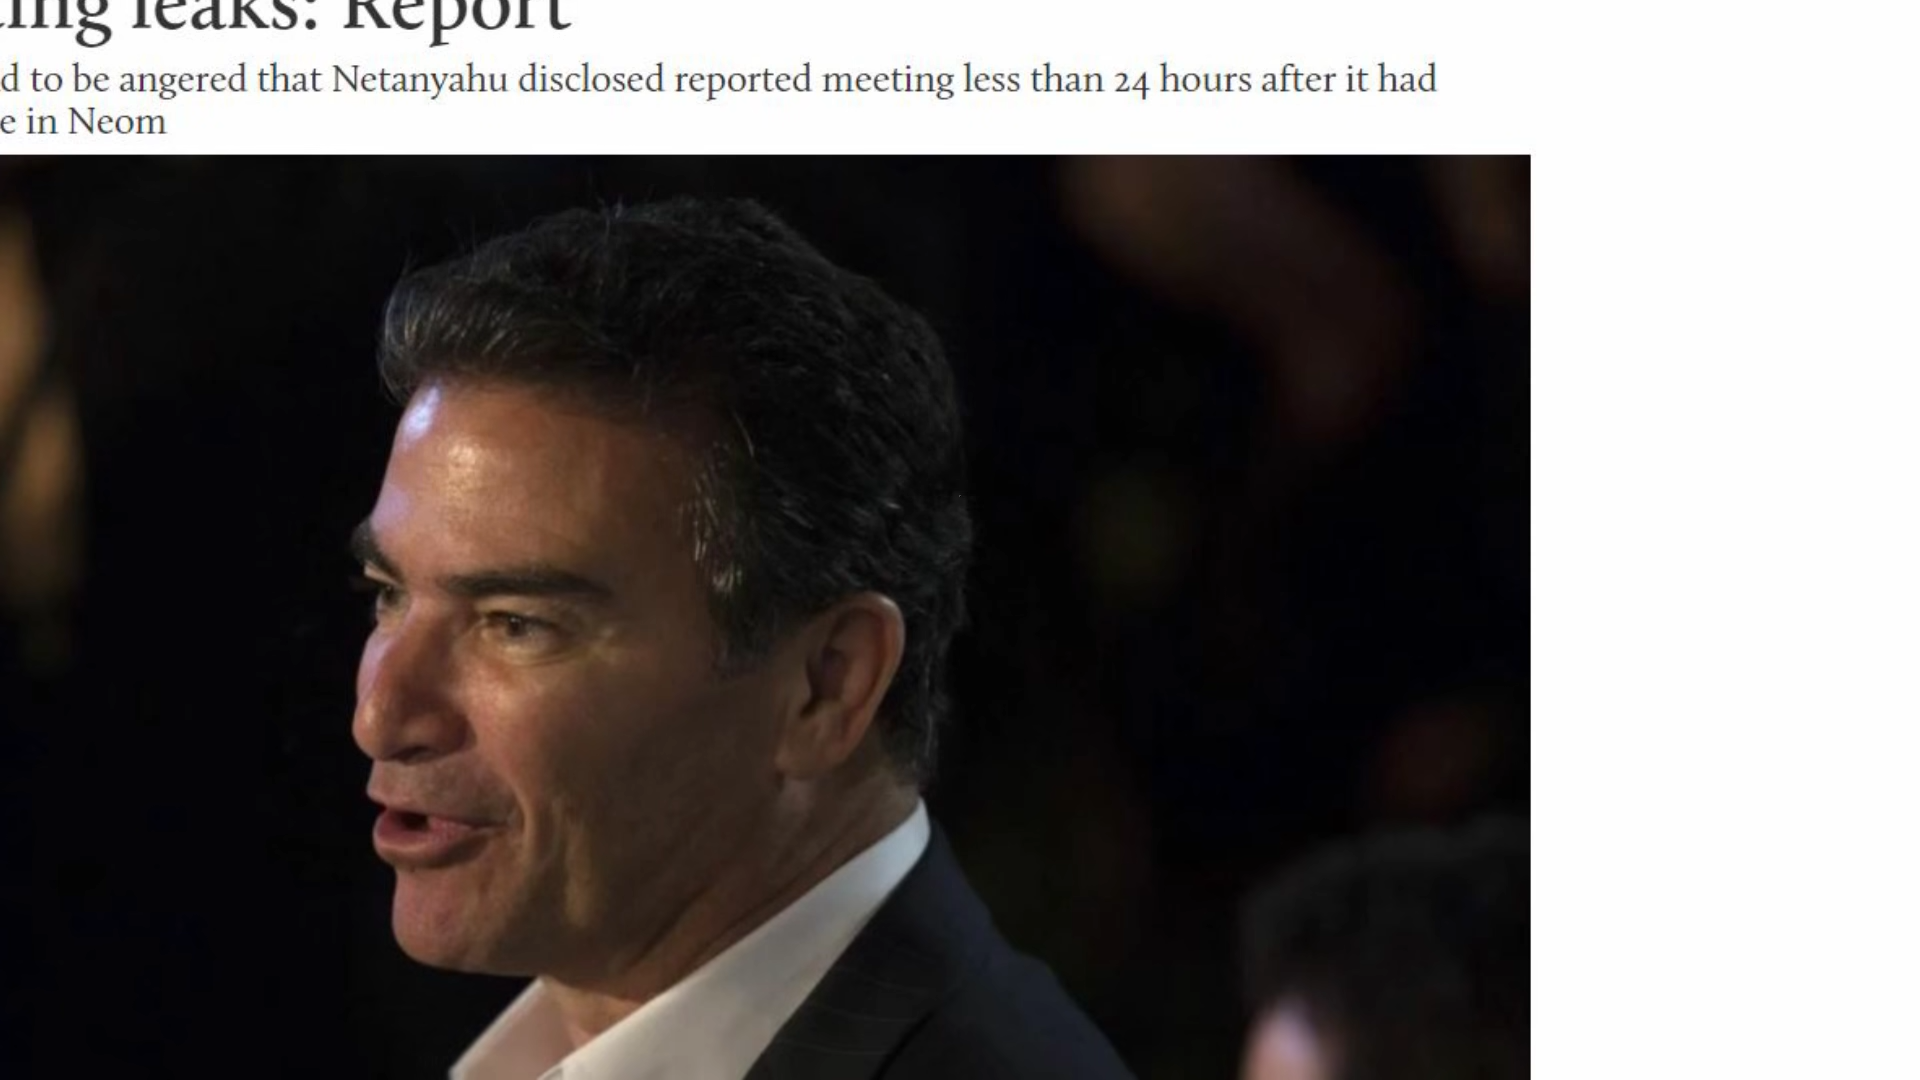 ing leaks: Report
d to be angered that Netanyahu disclosed reported meeting less than 24 hours after it had
e in Neom